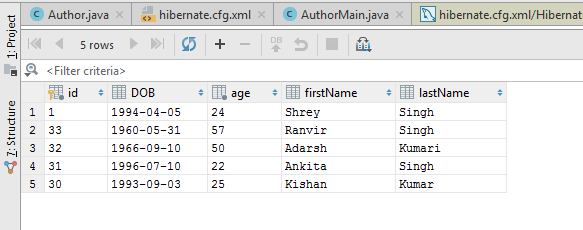 Author.java hibernate.cfg.xml AuthorMain.java hibernate.cfg.xml/Hibernat
5 rows DB
<Filter criteria>
id DOB age firstName lastName
1 1 1994-04-05 24 Shrey Singh
2 33 1960-05-31 57 Ranvir Singh
3 32 1966-09-10 50 Adarsh Kumari
4 31 1996-07-10 22 Ankita Singh
5 30 1993-09-03 25 Kishan Kumar
1: Project
7: Structure